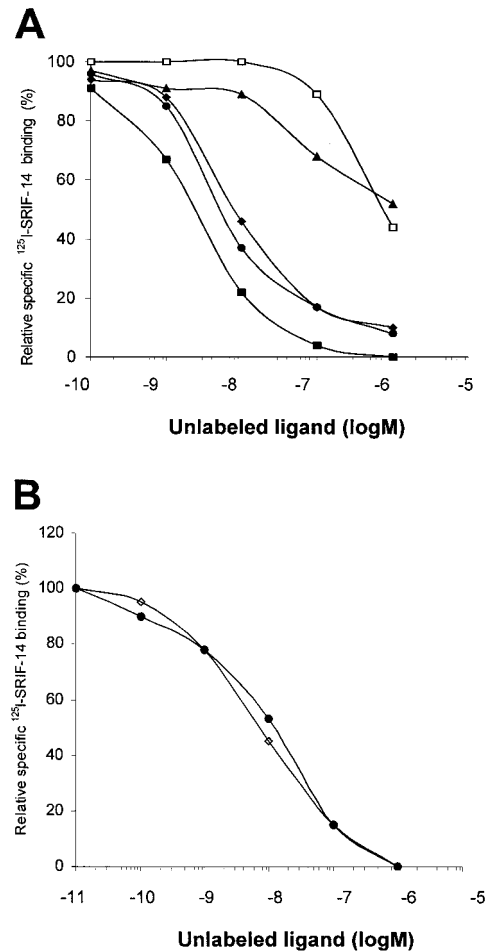 A
Relative specific ¹²⁵I-SRIF-14 binding (%)
100
80
60
40
20
0
-10 -9 -8 -7 -6 -5
Unlabeled ligand (logM)
B
Relative specific ¹²⁵I-SRIF-14 binding (%)
120
100
80
60
40
20
0
-11 -10 -9 -8 -7 -6 -5
Unlabeled ligand (logM)